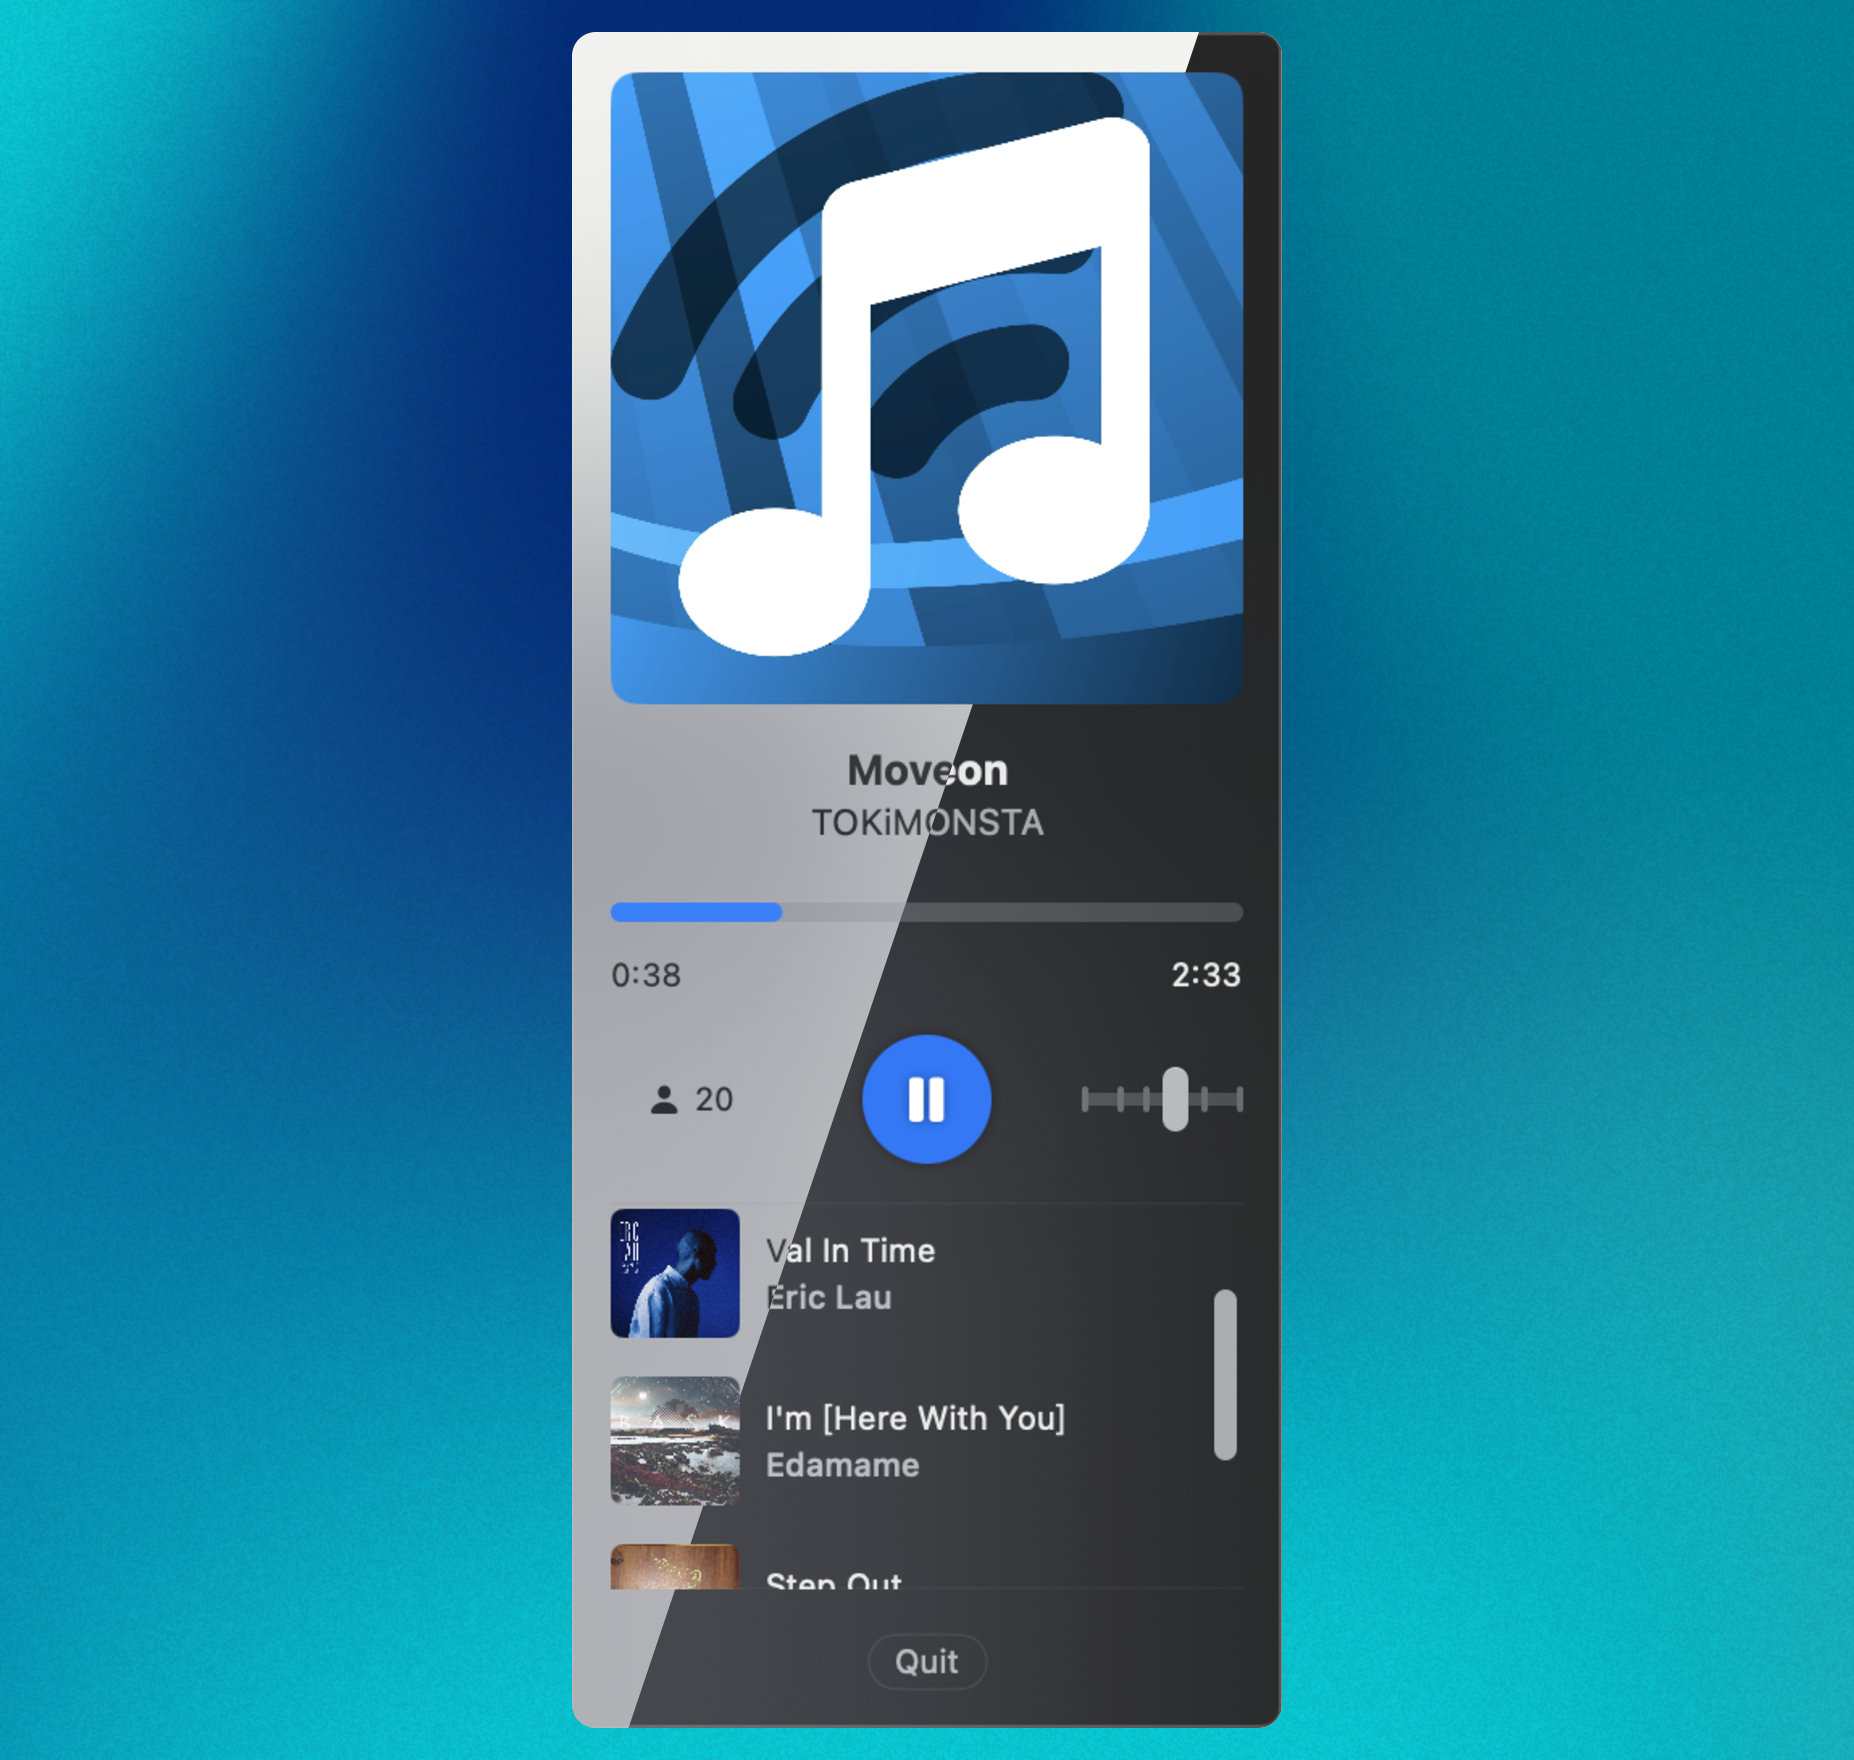 Moveon
TOKiMONSTA
0:38
2:33
20
Val In Time
Eric Lau
I'm [Here With You]
Edamame
BASK
Step Out
Quit